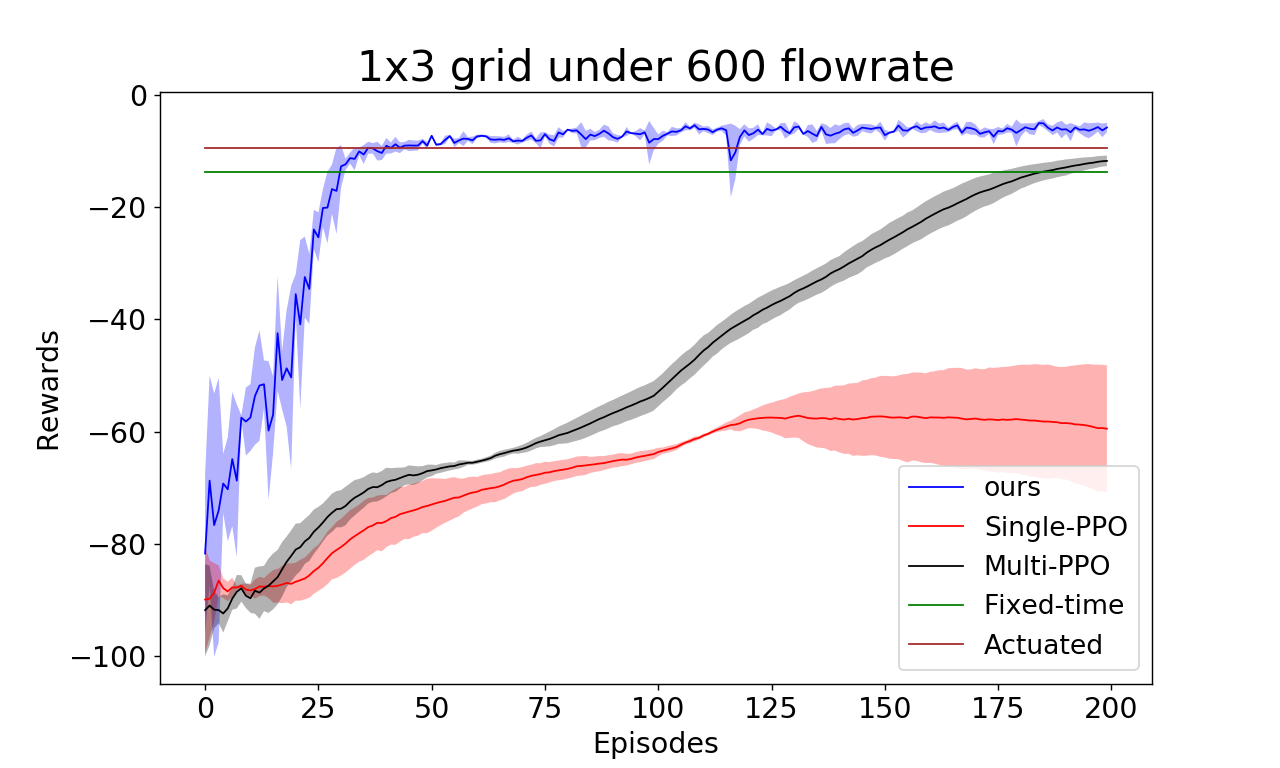 1x3 grid under 600 flowrate
0
−20
−40
−60
−80
−100
Rewards
0 25 50 75 100 125 150 175 200
Episodes
ours
Single-PPO
Multi-PPO
Fixed-time
Actuated